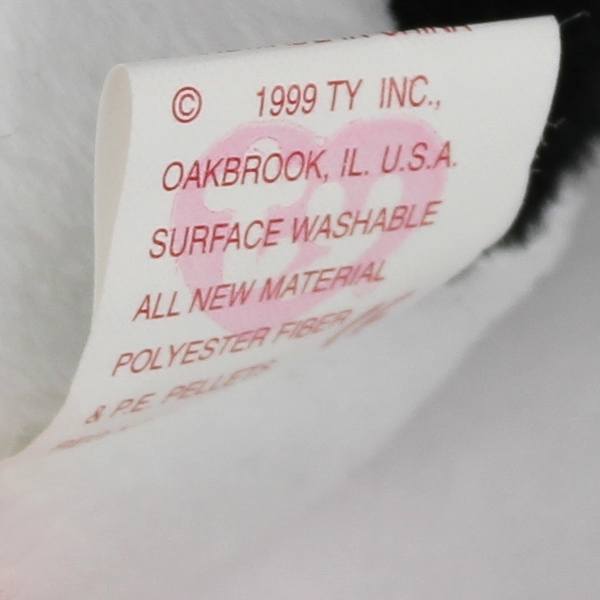 © 1999 TY INC.,
OAKBROOK, IL. U.S.A.
SURFACE WASHABLE
ALL NEW MATERIAL
POLYESTER FIBER
& P.E. PELLETS